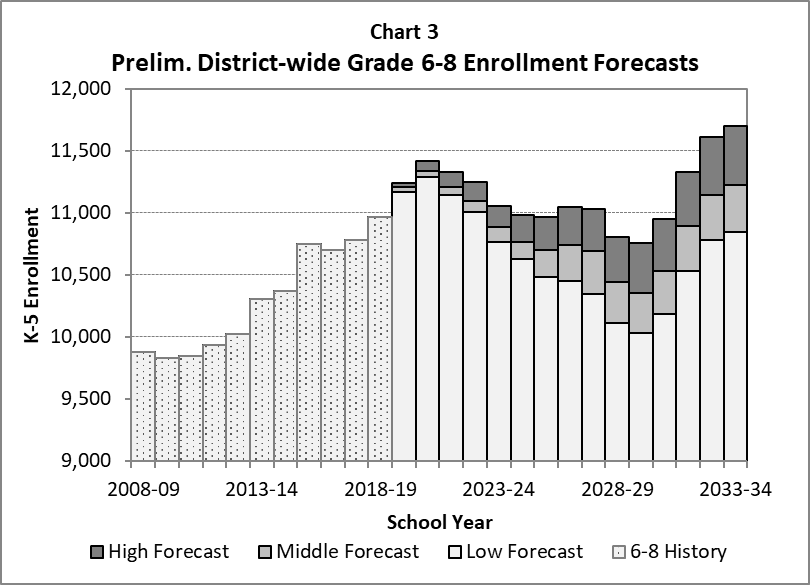 Chart 3
Prelim. District-wide Grade 6-8 Enrollment Forecasts
12,000
11,500
11,000
10,500
10,000
9,500
9,000
K-5 Enrollment
2008-09 2013-14 2018-19 2023-24 2028-29 2033-34
School Year
High Forecast Middle Forecast Low Forecast 6-8 History